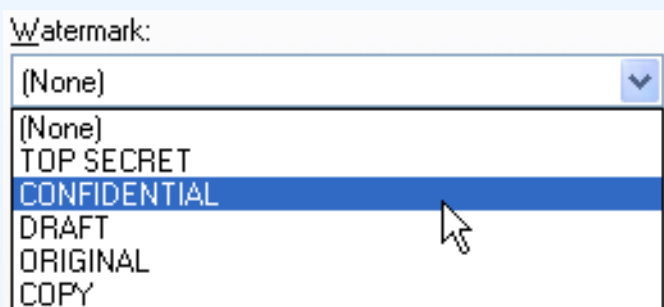 Watermark:
(None)
(None)
TOP SECRET
CONFIDENTIAL
DRAFT
ORIGINAL
COPY